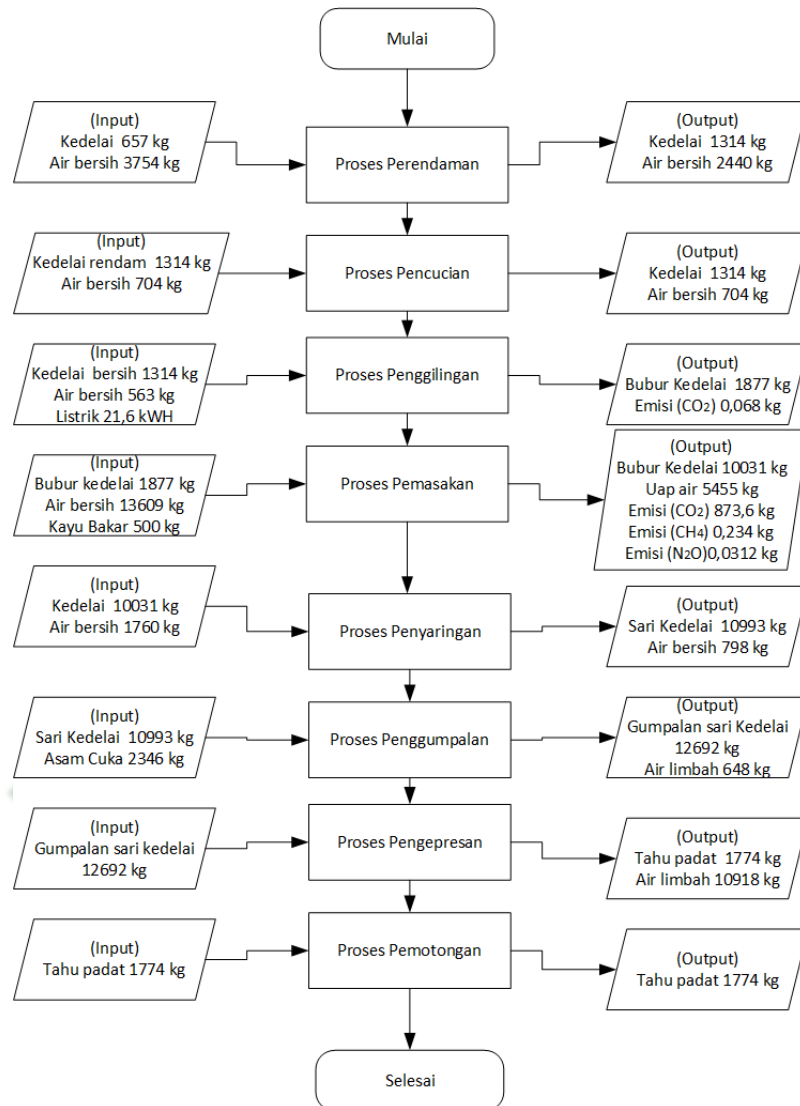 Mulai
(Input)
Kedelai 657 kg
Air bersih 3754 kg
Proses Perendaman
(Output)
Kedelai 1314 kg
Air bersih 2440 kg
(Input)
Kedelai rendam 1314 kg
Air bersih 704 kg
Proses Pencucian
(Output)
Kedelai 1314 kg
Air bersih 704 kg
(Input)
Kedelai bersih 1314 kg
Air bersih 563 kg
Listrik 21,6 kWH
Proses Penggilingan
(Output)
Bubur Kedelai 1877 kg
Emisi (CO₂) 0,068 kg
(Input)
Bubur kedelai 1877 kg
Air bersih 13609 kg
Kayu Bakar 500 kg
Proses Pemasakan
(Output)
Bubur Kedelai 10031 kg
Uap air 5455 kg
Emisi (CO₂) 873,6 kg
Emisi (CH₄) 0,234 kg
Emisi (N₂O)0,0312 kg
(Input)
Kedelai 10031 kg
Air bersih 1760 kg
Proses Penyaringan
(Output)
Sari Kedelai 10993 kg
Air bersih 798 kg
(Input)
Sari Kedelai 10993 kg
Asam Cuka 2346 kg
Proses Penggumpalan
(Output)
Gumpalan sari Kedelai
12692 kg
Air limbah 648 kg
(Input)
Gumpalan sari kedelai
12692 kg
Proses Pengepresan
(Output)
Tahu padat 1774 kg
Air limbah 10918 kg
(Input)
Tahu padat 1774 kg
Proses Pemotongan
(Output)
Tahu padat 1774 kg
Selesai